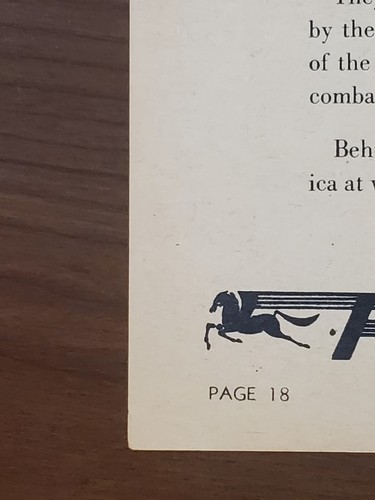 by the
of the
comba
Beh
ica at
PAGE 18